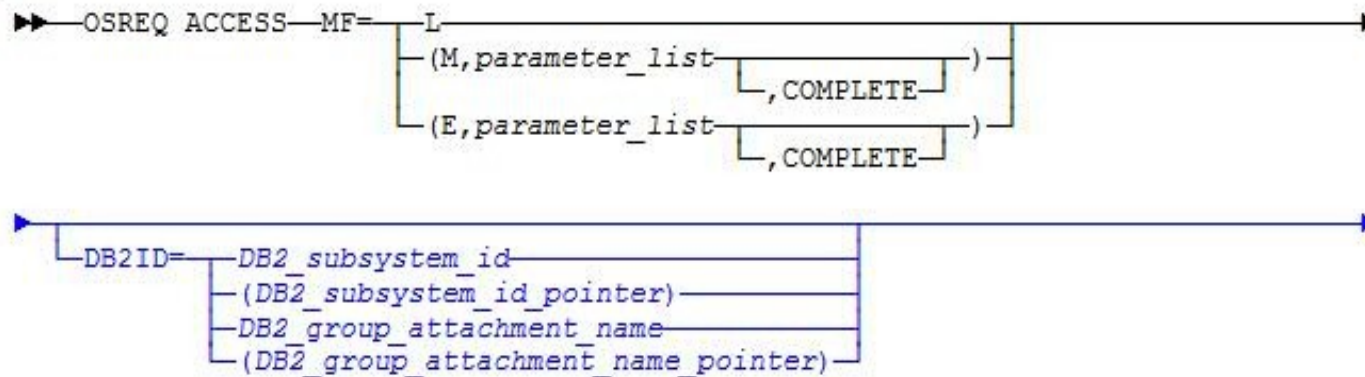 OSREQ ACCESS MF= L
(M,parameter_list ,COMPLETE )
(E,parameter_list ,COMPLETE )
DB2ID= DB2_subsystem_id
(DB2_subsystem_id_pointer)
DB2_group_attachment_name
(DB2_group_attachment_name_pointer)